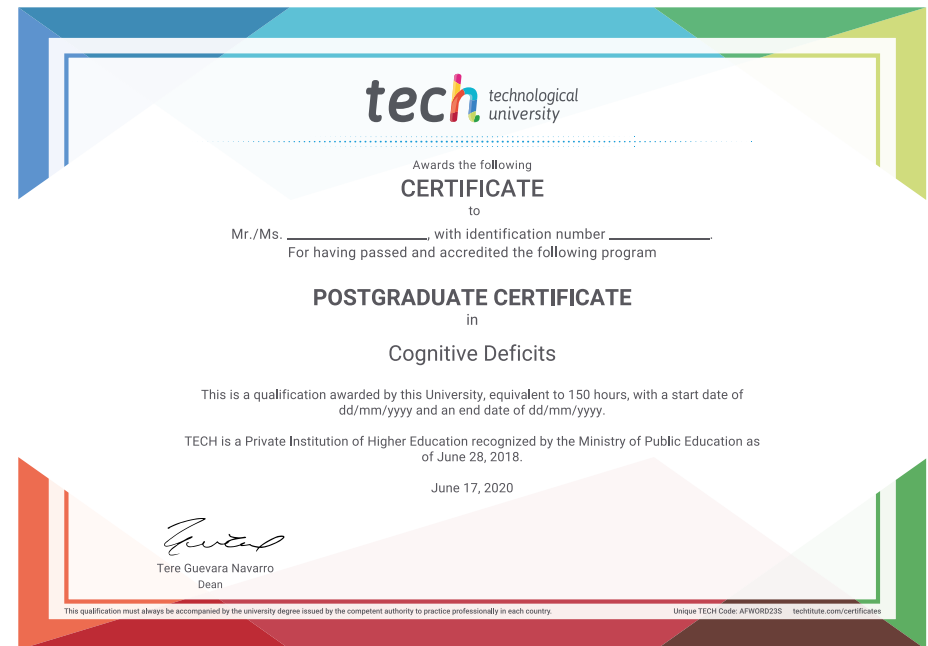 tech technological
university
Awards the following
CERTIFICATE
to
Mr./Ms. ____________________, with identification number ______________.
For having passed and accredited the following program
POSTGRADUATE CERTIFICATE
in
Cognitive Deficits
This is a qualification awarded by this University, equivalent to 150 hours, with a start date of
dd/mm/yyyy and an end date of dd/mm/yyyy.
TECH is a Private Institution of Higher Education recognized by the Ministry of Public Education as
of June 28, 2018.
June 17, 2020
Tere Guevara Navarro
Dean
This qualification must always be accompanied by the university degree issued by the competent authority to practice professionally in each country. Unique TECH Code: AFWORD23S techtitute.com/certificates